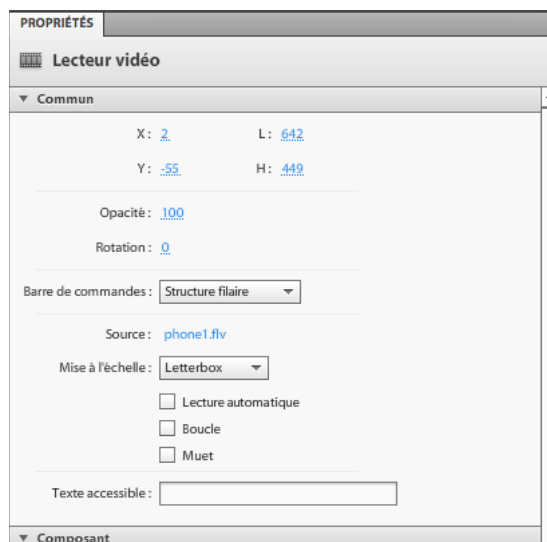 PROPRIÉTÉS
Lecteur vidéo
Commun
X : 2 L : 642
Y : -55 H : 449
Opacité : 100
Rotation : 0
Barre de commandes : Structure filaire
Source : phone1.flv
Mise à l'échelle : Letterbox
Lecture automatique
Boucle
Muet
Texte accessible :
Composant